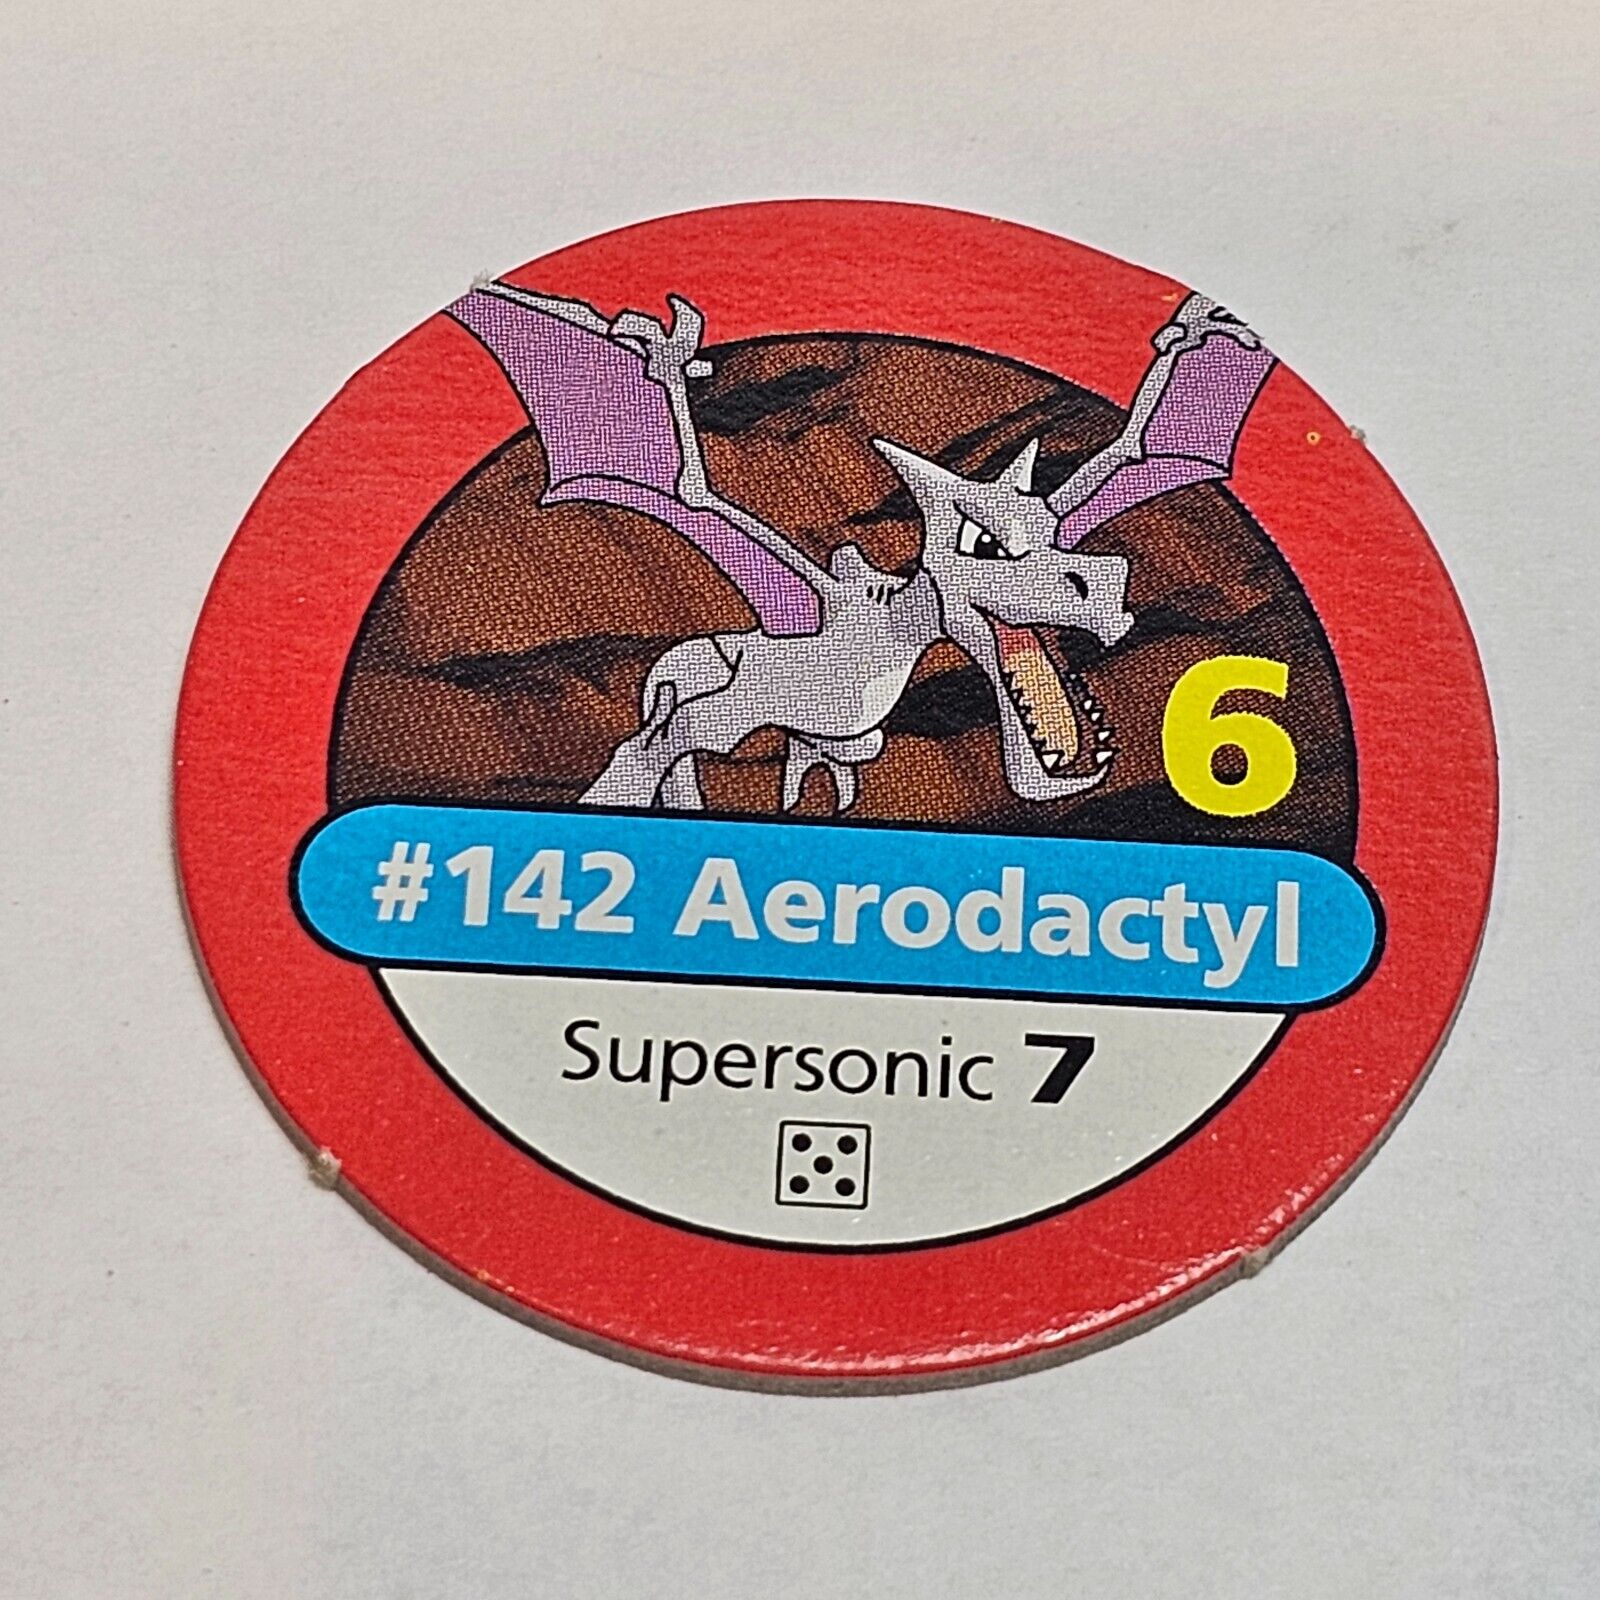 6
#142 Aerodactyl
Supersonic 7